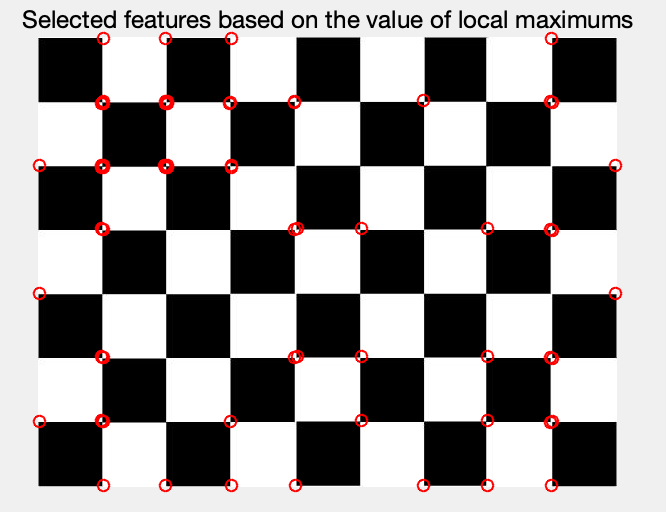 Selected features based on the value of local maximums